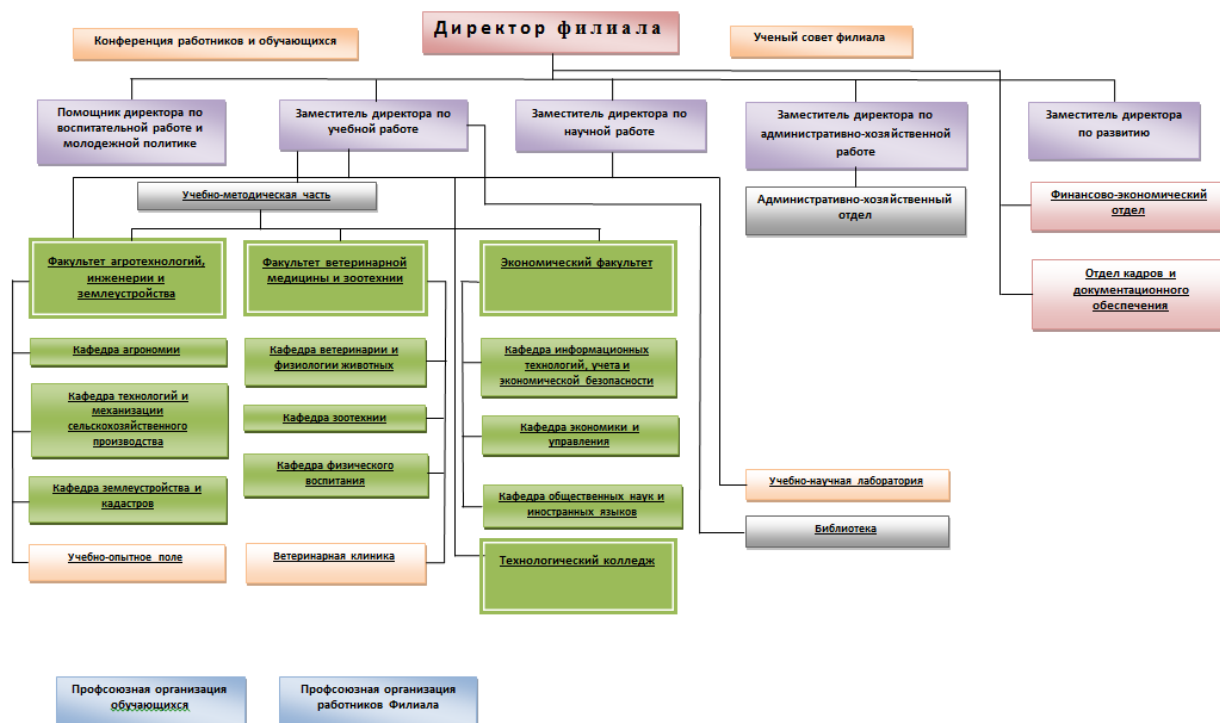 Директор филиала
Конференция работников и обучающихся
Ученый совет филиала
Помощник директора по
воспитательной работе и
молодежной политике
Заместитель директора по
учебной работе
Заместитель директора по
научной работе
Заместитель директора по
административно-хозяйственной
работе
Заместитель директора
по развитию
Учебно-методическая часть
Административно-хозяйственный
отдел
Финансово-экономический
отдел
Отдел кадров и
документационного
обеспечения
Факультет агротехнологий,
инженерии и
землеустройства
Факультет ветеринарной
медицины и зоотехнии
Экономический факультет
Кафедра агрономии
Кафедра ветеринарии и
физиологии животных
Кафедра информационных
технологий, учета и
экономической безопасности
Кафедра технологий и
механизации
сельскохозяйственного
производства
Кафедра зоотехнии
Кафедра экономики и
управления
Кафедра землеустройства и
кадастров
Кафедра физического
воспитания
Кафедра общественных наук и
иностранных языков
Учебно-научная лаборатория
Библиотека
Учебно-опытное поле
Ветеринарная клиника
Технологический колледж
Профсоюзная организация
обучающихся
Профсоюзная организация
работников Филиала